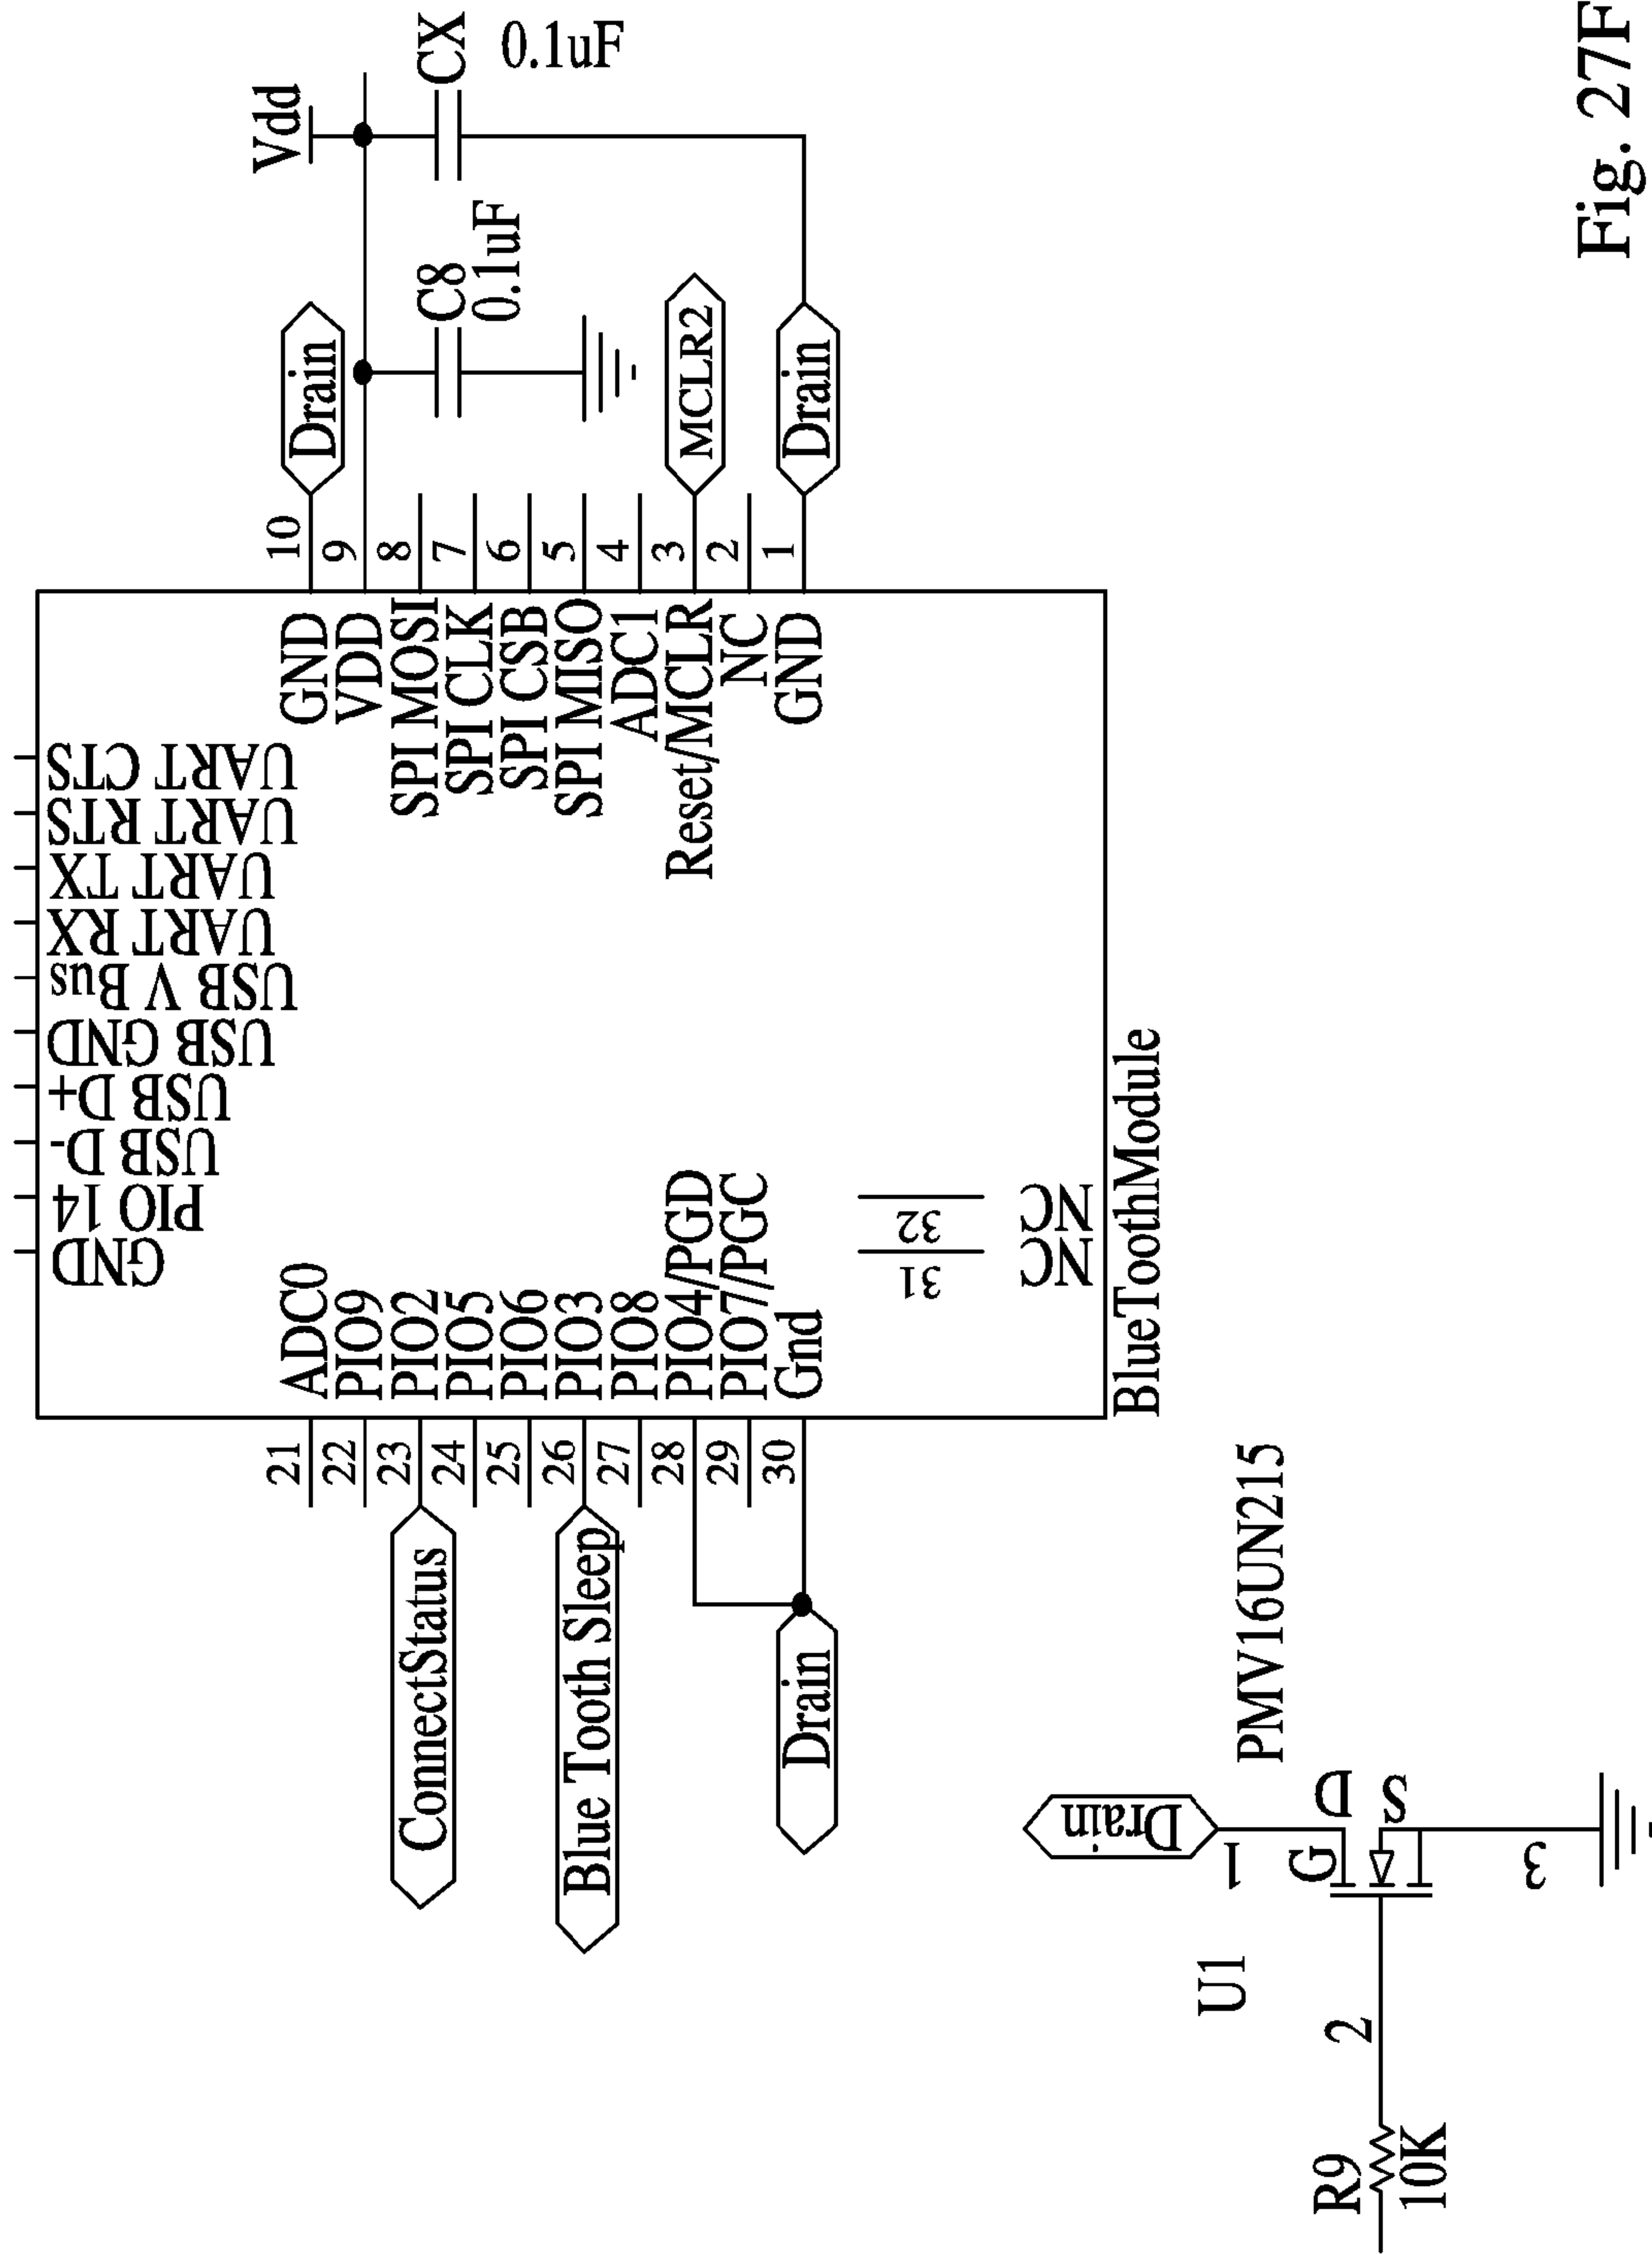 UART CTS
UART RTS
UART TX
UART RX
USB V Bus
USB GND
USB D+
USB D-
PIO 14
GND
21 ADC0
22 PIO9
23 PIO2
24 PIO5
25 PIO6
26 PIO3
27 PIO8
28 PIO4/PGD
29 PIO7/PGC
30 Gnd
ConnectStatus
Blue Tooth Sleep
Drain
GND 10
VDD 9
SPI MOSI 8
SPI CLK 7
SPI CSB 6
SPI MISO 5
ADC1 4
Reset/MCLR 3
NC 2
GND 1
Drain
Vdd
C8
0.1uF
CX
0.1uF
MCLR2
Drain
32 NC
31 NC
BlueToothModule
PMV16UN215
Drain
1
D
G
S
3
U1
2
R9
10K
Fig. 27F